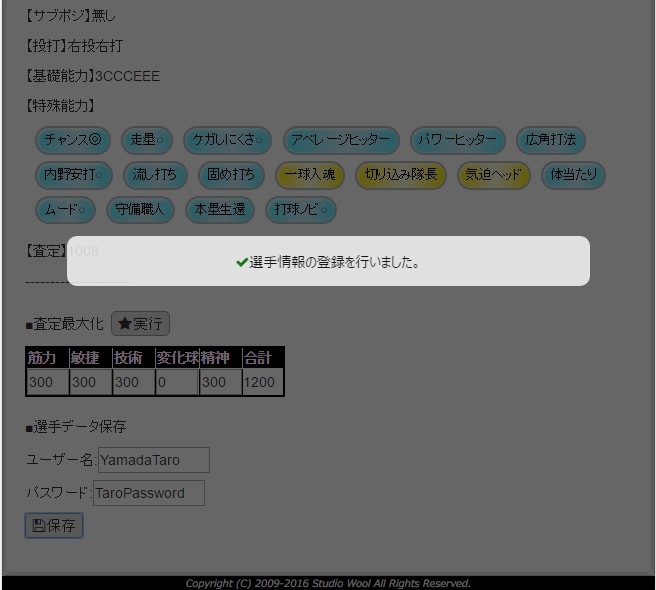 【サブポジ】無し
【投打】右投右打
【基礎能力】3CCCEEE
【特殊能力】
チャンス◎ 走塁○ ケガしにくさ○ アベレージヒッター パワーヒッター 広角打法
内野安打○ 流し打ち 固め打ち 一球入魂 切り込み隊長 気迫ヘッド 体当たり
ムード○ 守備職人 本塁生還 打球ノビ○
【査定】1008
✔選手情報の登録を行いました。
----------------------
■査定最大化 ★実行
筋力 敏捷 技術 変化球 精神 合計
300 300 300 0 300 1200
■選手データ保存
ユーザー名:YamadaTaro
パスワード:TaroPassword
保存
Copyright (C) 2009-2016 Studio Wool All Rights Reserved.